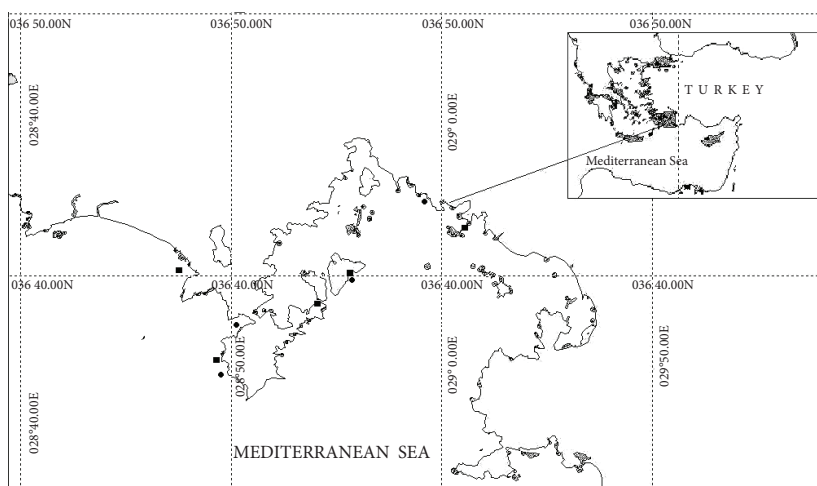 036 50.00N
036 50.00N
036 50.00N
036 50.00N
028°40.00E
029° 0.00E
TURKEY
Mediterranean Sea
036 40.00N
036 40.00N
036 40.00N
036 40.00N
028°40.00E
028°50.00E
029° 0.00E
029°50.00E
MEDITERRANEAN SEA